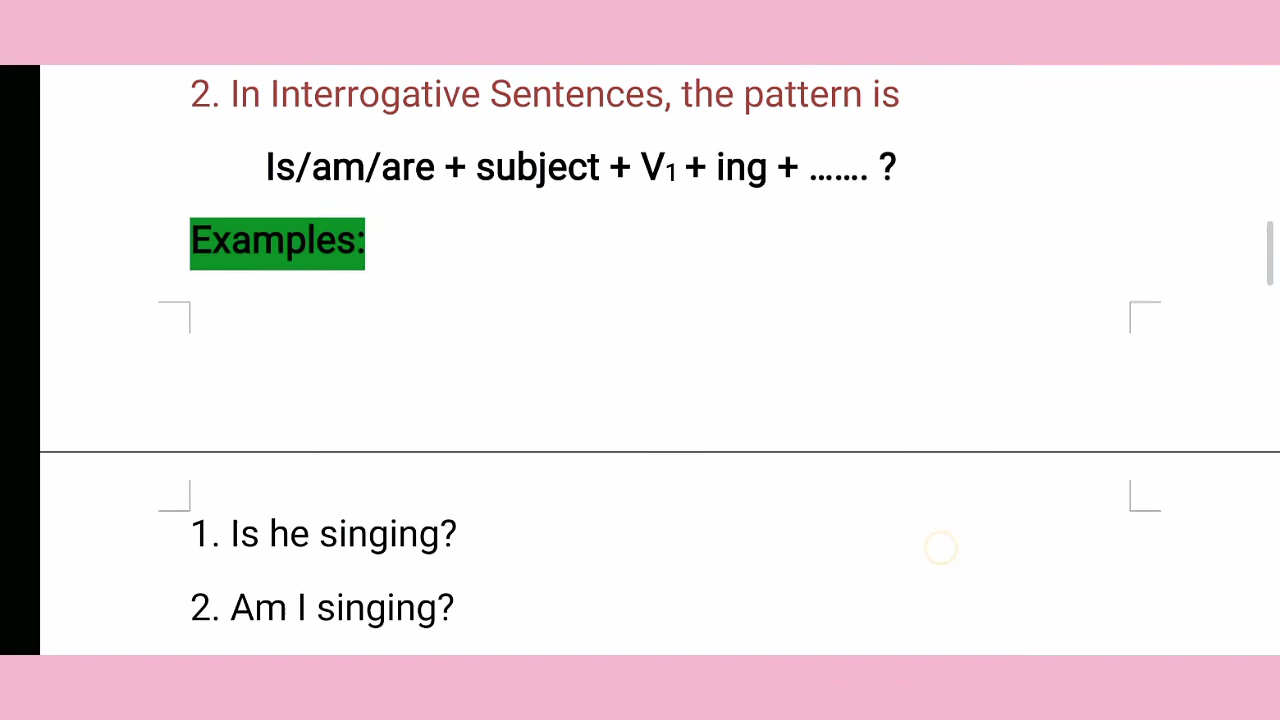 2. In Interrogative Sentences, the pattern is
Is/am/are + subject + V1 + ing + ....... ?
Examples:
1. Is he singing?
2. Am I singing?